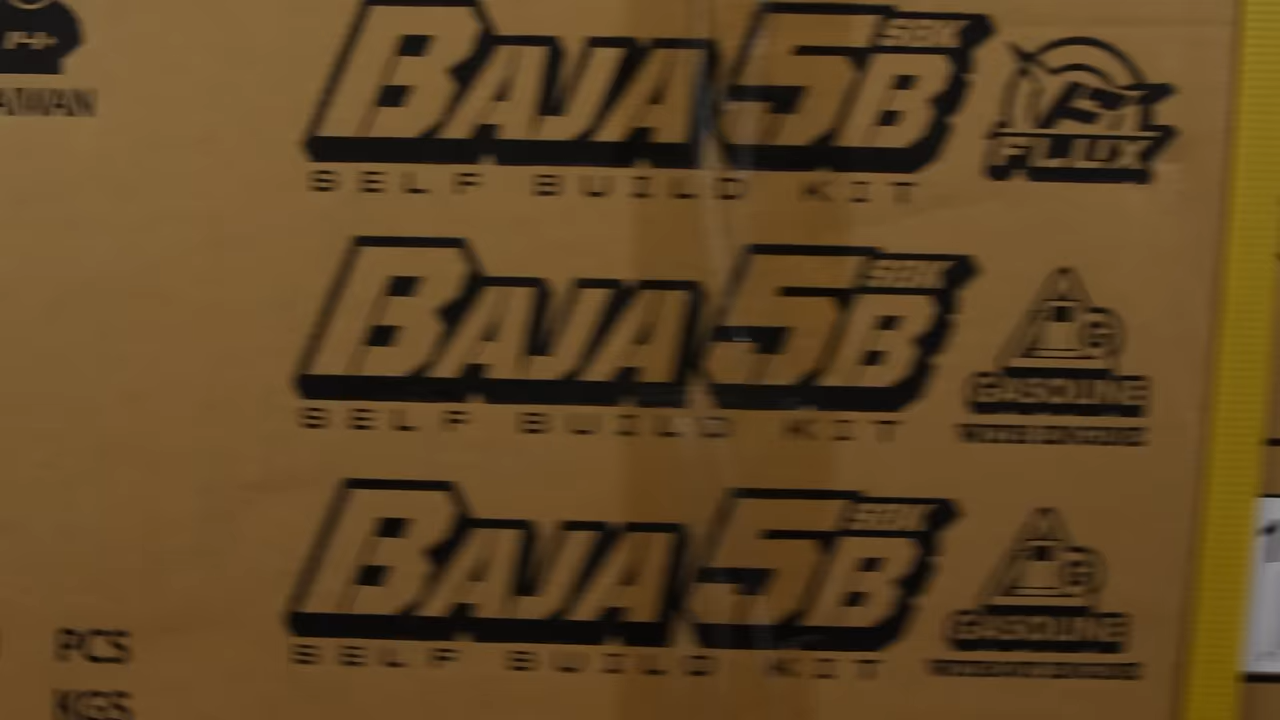 BAJA 5B SBK
SELF BUILD KIT
FLUX
BAJA 5B SBK
SELF BUILD KIT
GASOLINE
BAJA 5B SBK
SELF BUILD KIT
GASOLINE
PCS
KGS